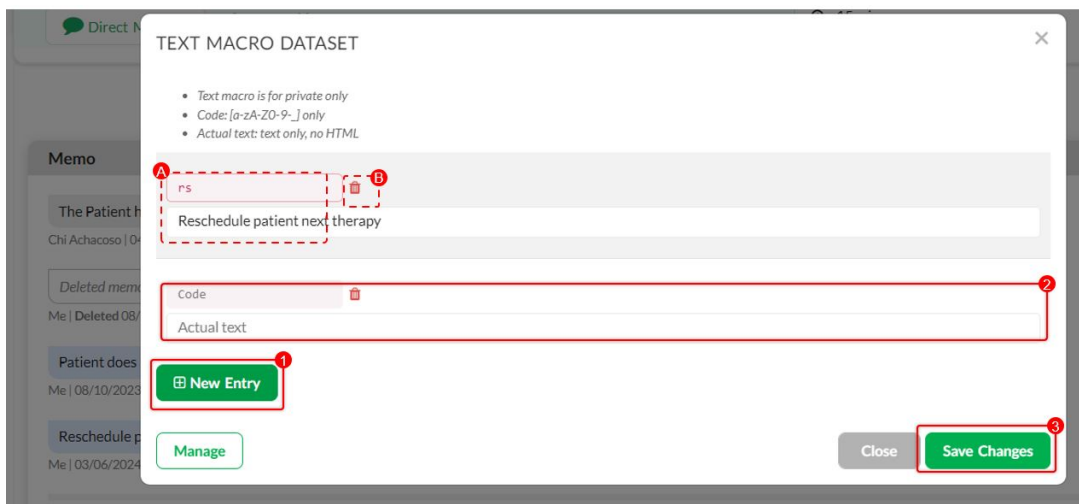 Direct
TEXT MACRO DATASET
×
• Text macro is for private only
• Code: [a-zA-Z0-9-_] only
• Actual text: text only, no HTML
Memo
A
B
rs
Reschedule patient next therapy
The Patient
Chi Achacoso |
2
Code
Actual text
Deleted
Me | Deleted 08/
1
New Entry
Patient does
Me | 08/10/2023
3
Reschedule
Me | 03/06/2024
Manage
Close
Save Changes